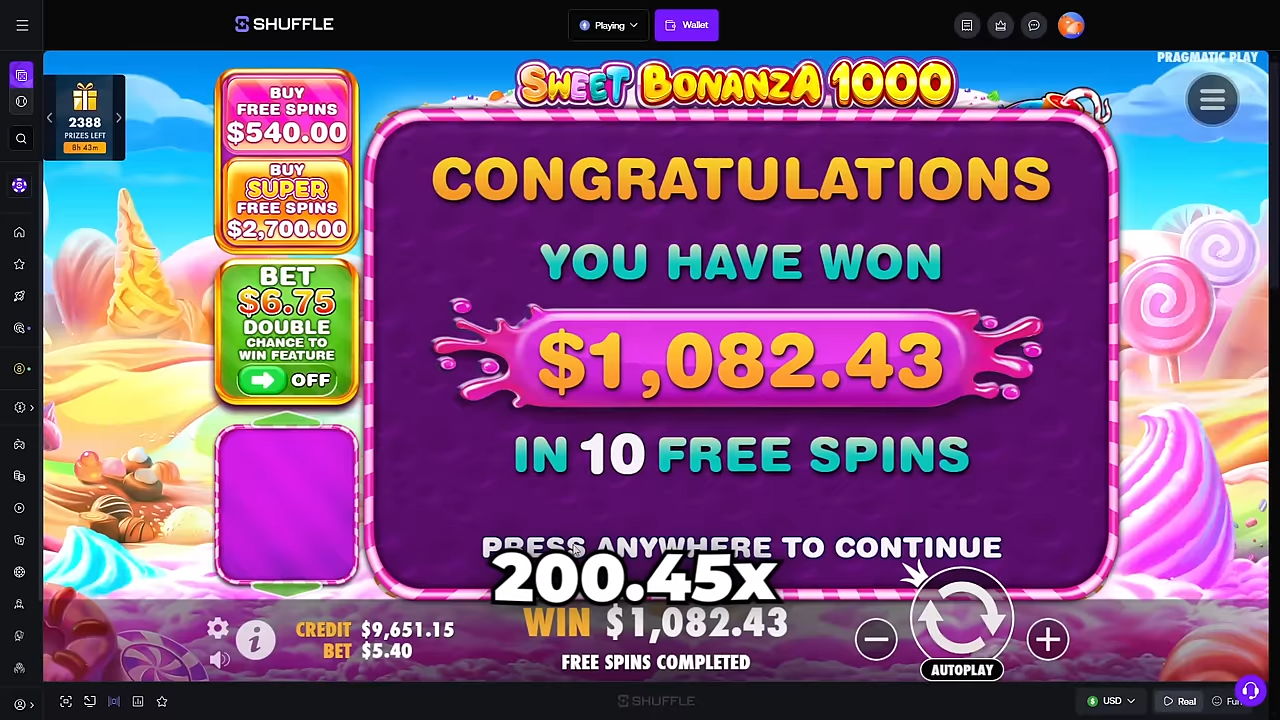 SHUFFLE
Playing
Wallet
PRAGMATIC PLAY
SWEET BONANZA 1000
2388
PRIZES LEFT
8h 43m
BUY
FREE SPINS
$540.00
BUY
SUPER
FREE SPINS
$2,700.00
BET
$6.75
DOUBLE
CHANCE TO
WIN FEATURE
OFF
CONGRATULATIONS
YOU HAVE WON
$1,082.43
IN 10 FREE SPINS
PRESS ANYWHERE TO CONTINUE
200.45x
CREDIT $9,651.15
BET $5.40
WIN $1,082.43
FREE SPINS COMPLETED
AUTOPLAY
SHUFFLE
USD
Real